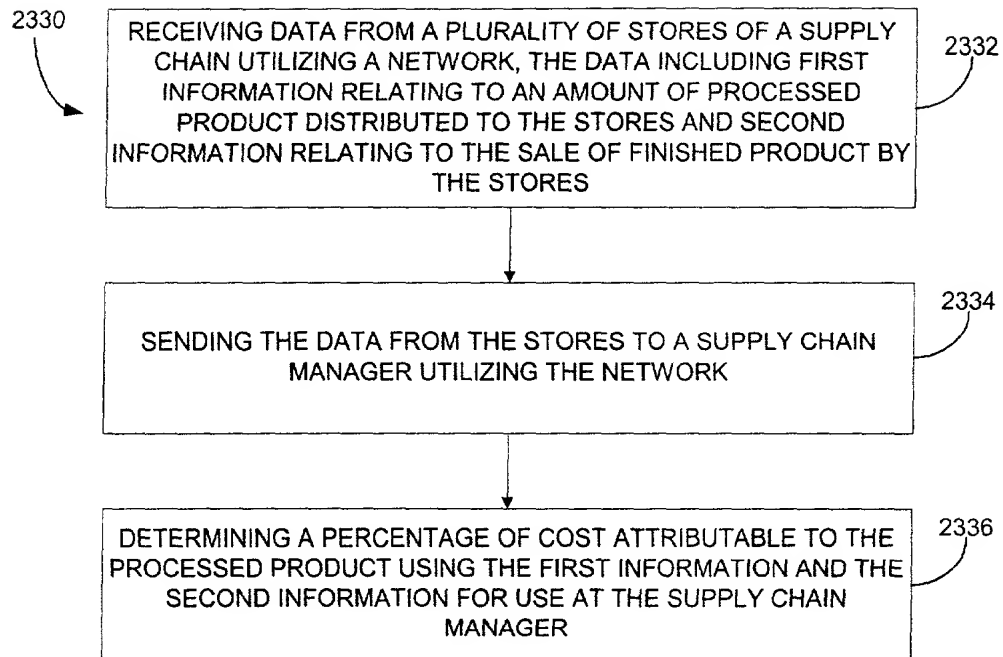 2330
RECEIVING DATA FROM A PLURALITY OF STORES OF A SUPPLY
CHAIN UTILIZING A NETWORK, THE DATA INCLUDING FIRST
INFORMATION RELATING TO AN AMOUNT OF PROCESSED
PRODUCT DISTRIBUTED TO THE STORES AND SECOND
INFORMATION RELATING TO THE SALE OF FINISHED PRODUCT BY
THE STORES
2332
SENDING THE DATA FROM THE STORES TO A SUPPLY CHAIN
MANAGER UTILIZING THE NETWORK
2334
DETERMINING A PERCENTAGE OF COST ATTRIBUTABLE TO THE
PROCESSED PRODUCT USING THE FIRST INFORMATION AND THE
SECOND INFORMATION FOR USE AT THE SUPPLY CHAIN
MANAGER
2336